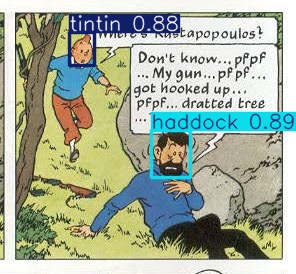 tintin 0.88
Where's Rastapopoulos?
Don't know... pfpf
... My gun... pfpf...
got hooked up...
pfpf... dratted tree
...
haddock 0.89